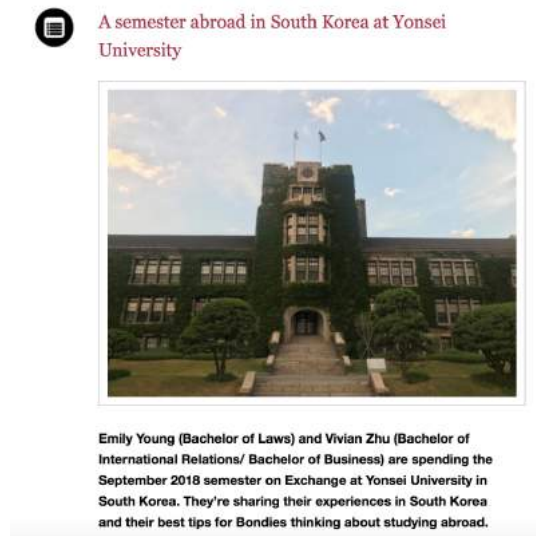 A semester abroad in South Korea at Yonsei
University
Emily Young (Bachelor of Laws) and Vivian Zhu (Bachelor of
International Relations/ Bachelor of Business) are spending the
September 2018 semester on Exchange at Yonsei University in
South Korea. They're sharing their experiences in South Korea
and their best tips for Bondies thinking about studying abroad.